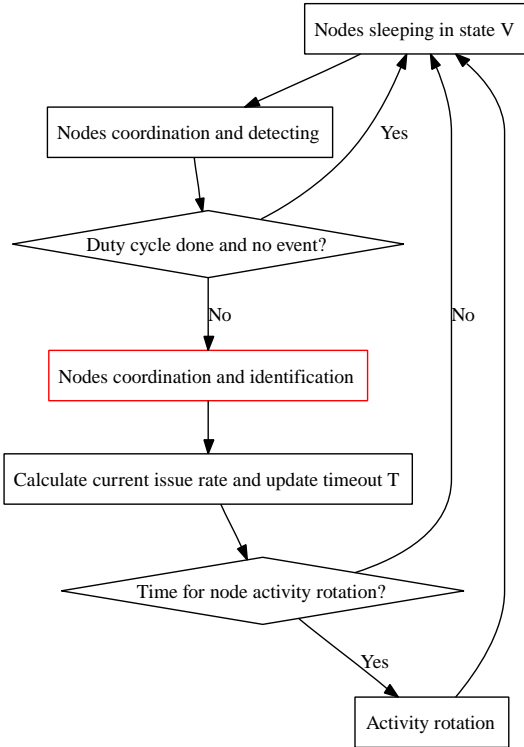 Nodes sleeping in state V
Nodes coordination and detecting
Yes
Duty cycle done and no event?
No
No
Nodes coordination and identification
Calculate current issue rate and update timeout T
Time for node activity rotation?
Yes
Activity rotation